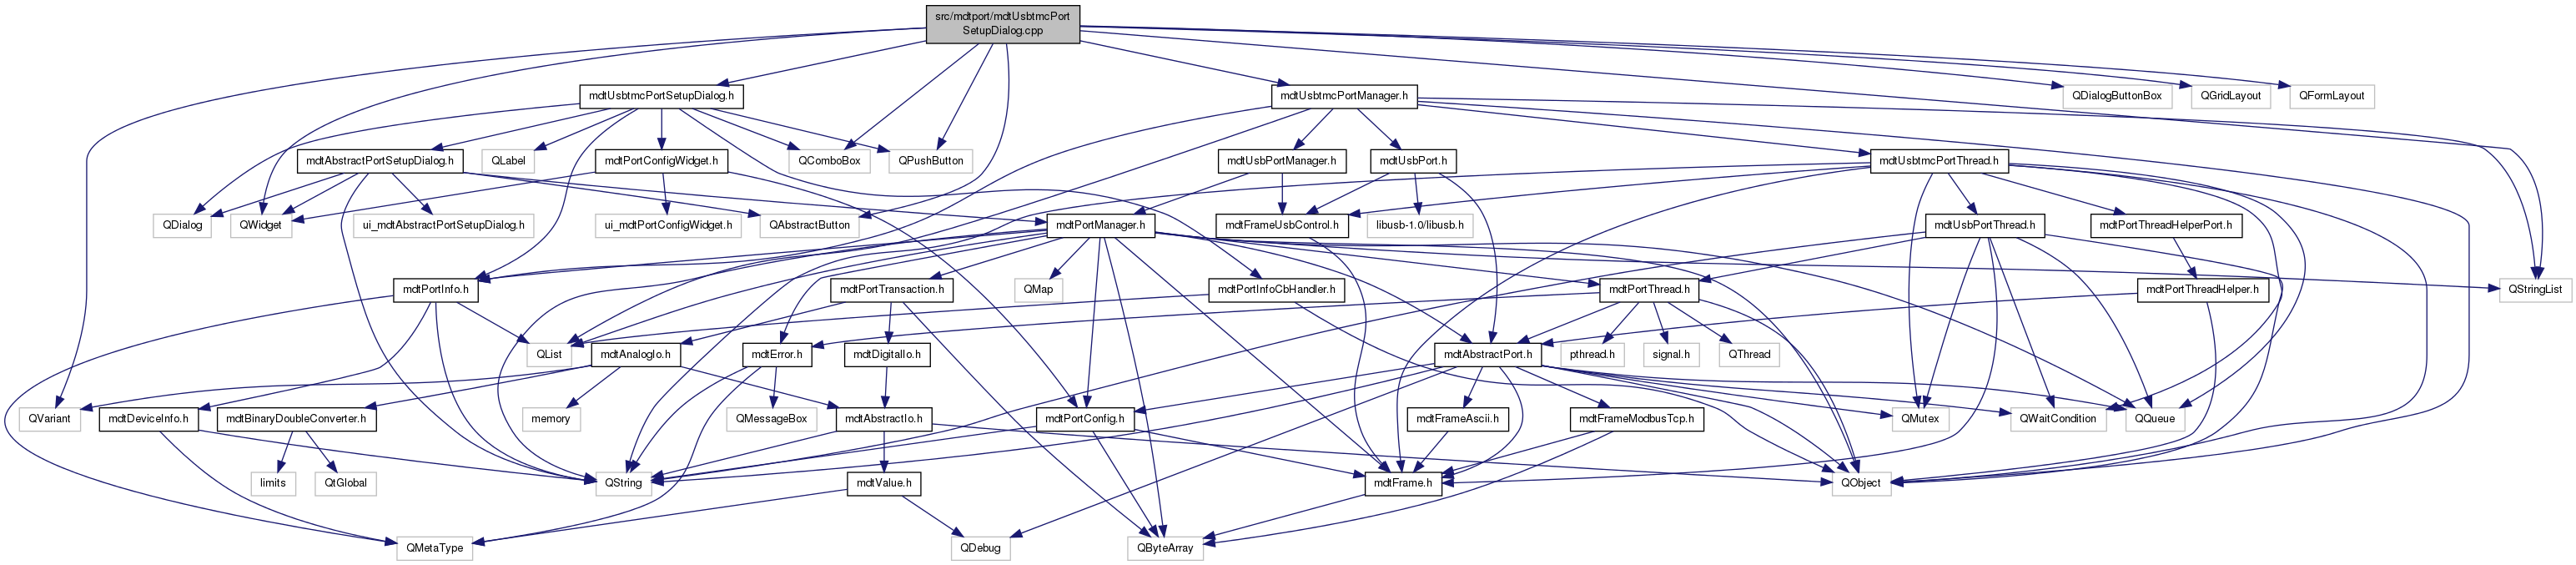 src/mdtport/mdtUsbtmcPort
SetupDialog.cpp
mdtUsbtmcPortSetupDialog.h
mdtUsbtmcPortManager.h
QDialogButtonBox
QGridLayout
QFormLayout
mdtAbstractPortSetupDialog.h
QLabel
mdtPortConfigWidget.h
QComboBox
QPushButton
mdtUsbPortManager.h
mdtUsbPort.h
mdtUsbtmcPortThread.h
QDialog
QWidget
ui_mdtAbstractPortSetupDialog.h
ui_mdtPortConfigWidget.h
QAbstractButton
mdtPortManager.h
mdtFrameUsbControl.h
libusb-1.0/libusb.h
mdtUsbPortThread.h
mdtPortThreadHelperPort.h
mdtPortInfo.h
mdtPortTransaction.h
QMap
mdtPortInfoCbHandler.h
mdtPortThread.h
mdtPortThreadHelper.h
QStringList
QList
mdtAnalogIo.h
mdtError.h
mdtDigitalIo.h
mdtAbstractPort.h
pthread.h
signal.h
QThread
QVariant
mdtDeviceInfo.h
mdtBinaryDoubleConverter.h
memory
QMessageBox
mdtAbstractIo.h
mdtPortConfig.h
mdtFrameAscii.h
mdtFrameModbusTcp.h
QMutex
QWaitCondition
QQueue
limits
QtGlobal
QString
mdtValue.h
mdtFrame.h
QObject
QMetaType
QDebug
QByteArray